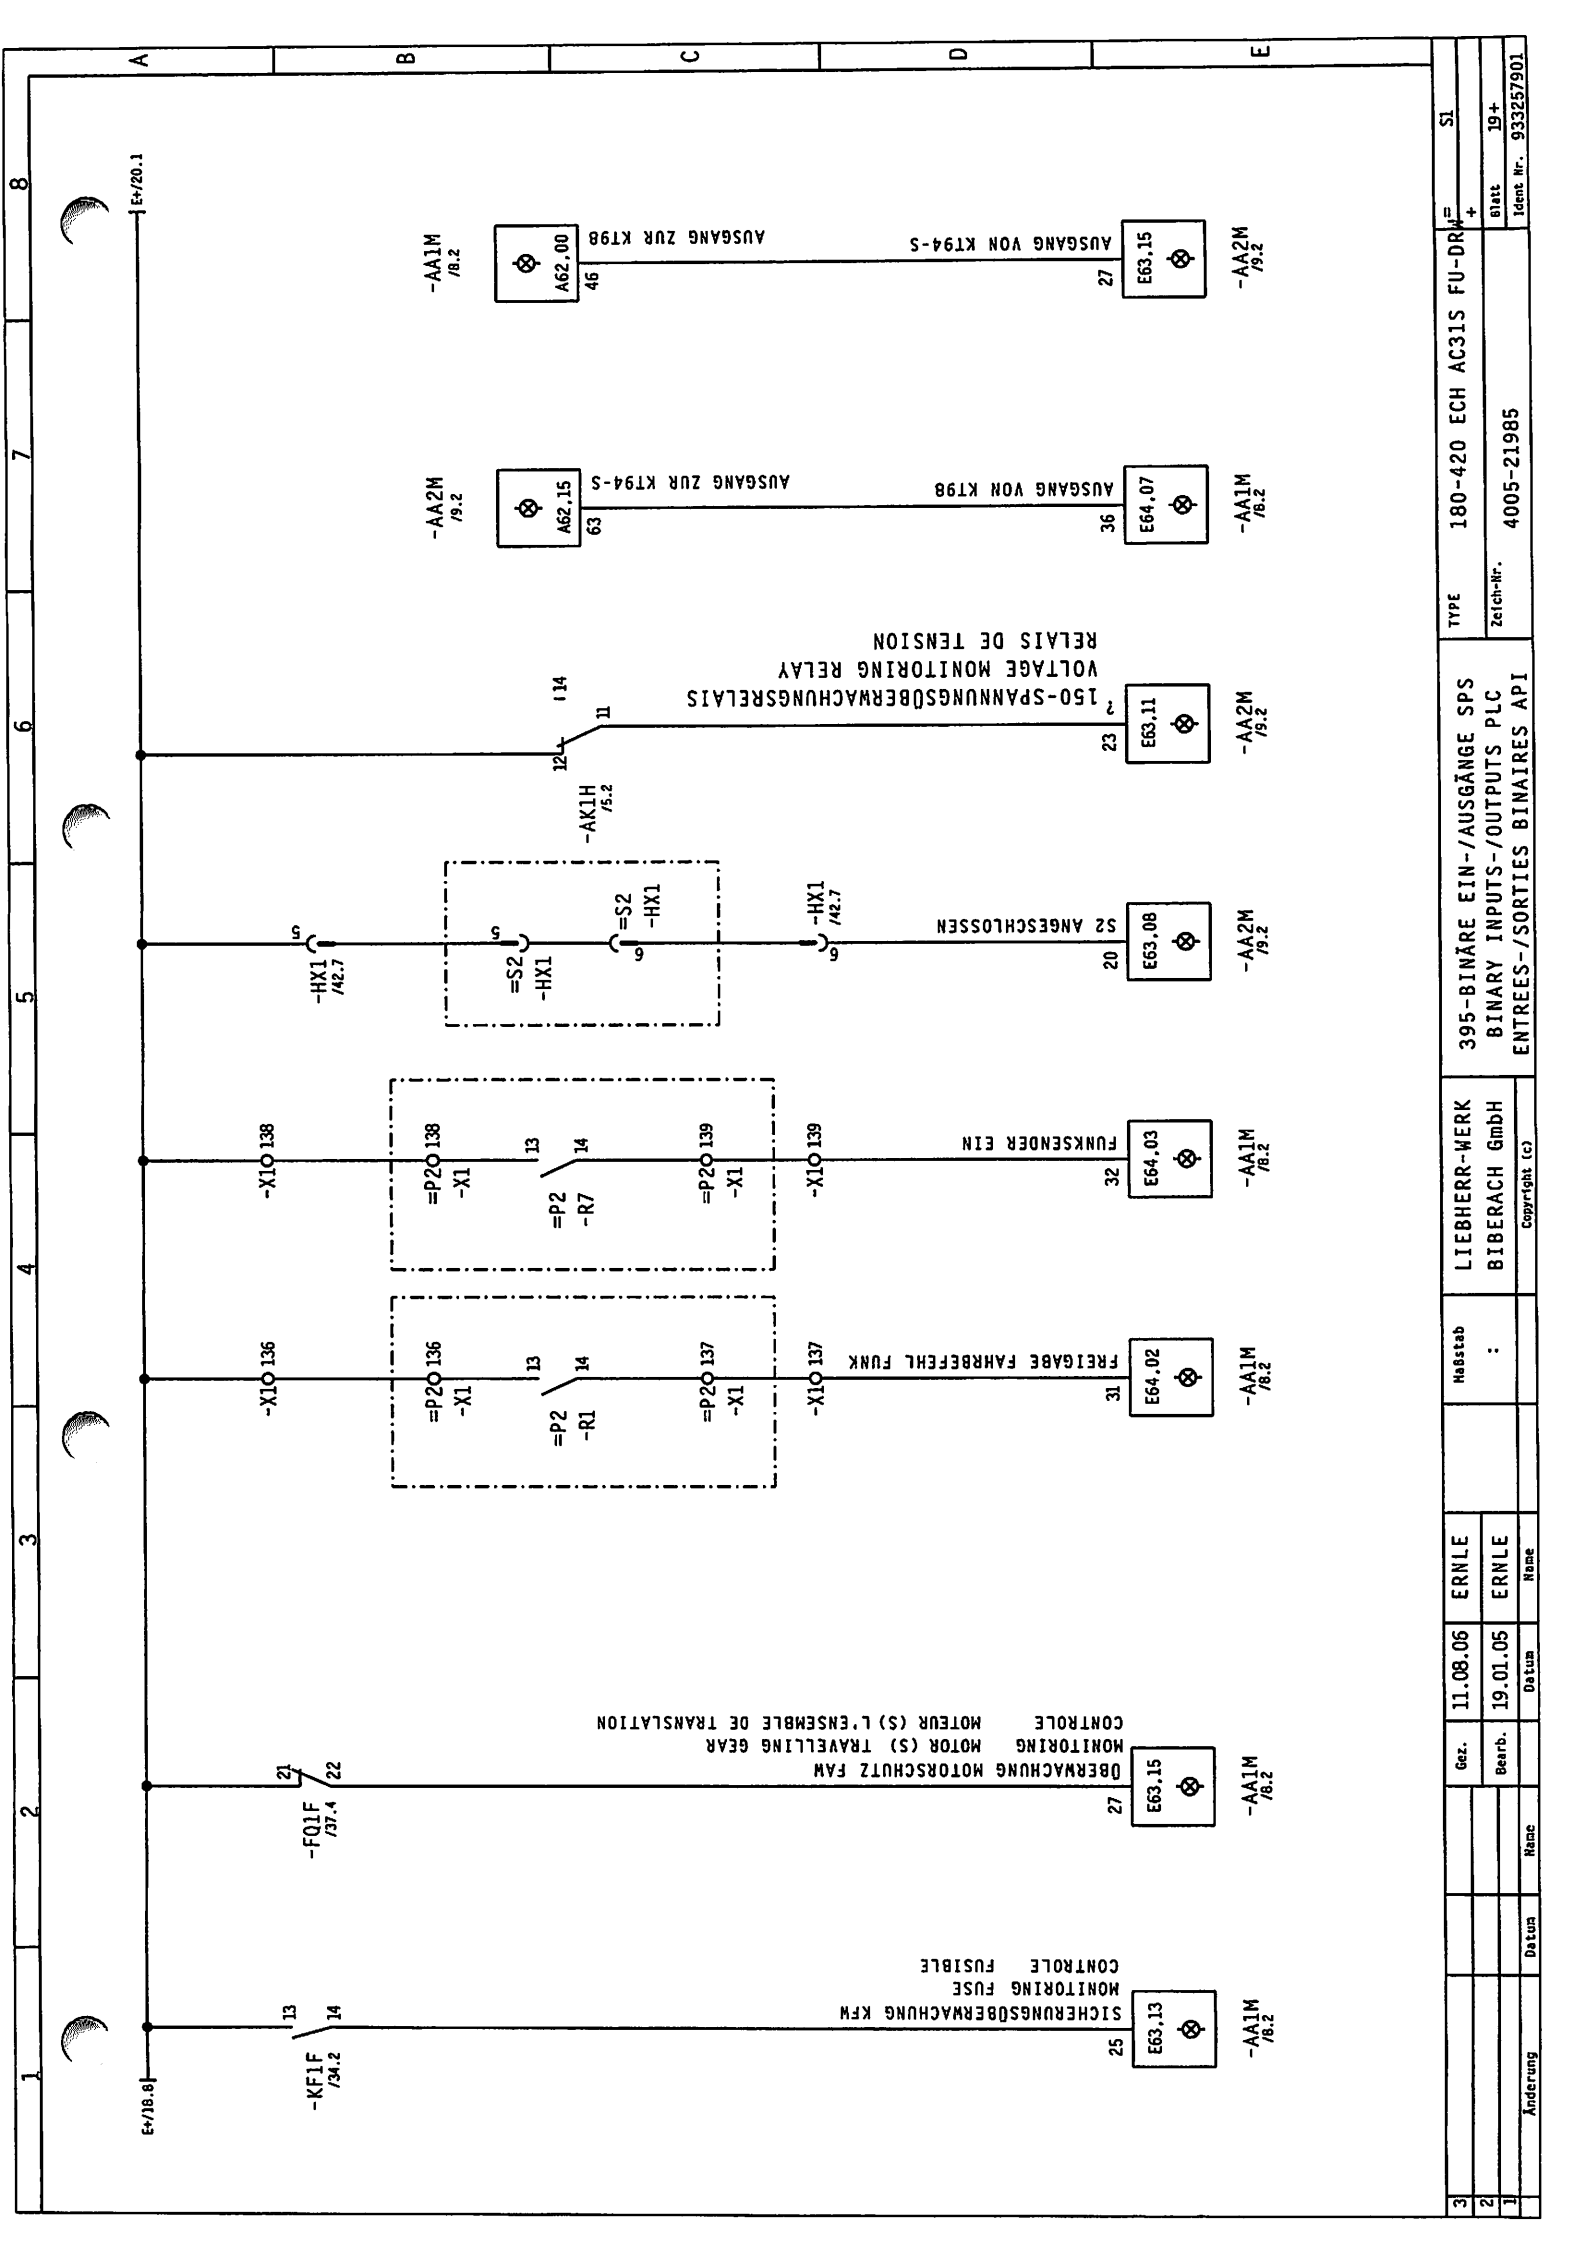 1 2 3 4 5 6 7 8
A
B
C
D
E
E+/18.8
E+/20.1
-KF1F
/34.2
13
14
SICHERUNGSÜBERWACHUNG KFW
MONITORING FUSE
CONTROLE FUSIBLE
25
E63,13
-AA1M
/8.2
-FQ1F
/37.4
21
22
ÜBERWACHUNG MOTORSCHUTZ FAW
MONITORING MOTOR (S) TRAVELLING GEAR
CONTROLE MOTEUR (S) L'ENSEMBLE DE TRANSLATION
27
E63,15
-AA1M
/8.2
-X1 136
=P2 136
-X1
13
=P2
-R1
14
=P2 137
-X1
-X1 137
FREIGABE FAHRBEFEHL FUNK
31
E64,02
-AA1M
/8.2
-X1 138
=P2 138
-X1
13
=P2
-R7
14
=P2 139
-X1
-X1 139
FUNKSENDER EIN
32
E64,03
-AA1M
/8.2
5
-HX1
/42.7
5
=S2
-HX1
=S2
-HX1
6
-HX1
/42.7
6
S2 ANGESCHLOSSEN
20
E63,08
-AA2M
/9.2
-AK1H
/5.2
12
14
11
150-SPANNUNGSÜBERWACHUNGSRELAIS
VOLTAGE MONITORING RELAY
RELAIS DE TENSION
?
23
E63,11
-AA2M
/9.2
-AA2M
/9.2
A62,15
63
AUSGANG ZUR KT94-S
AUSGANG VON KT98
36
E64,07
-AA1M
/8.2
-AA1M
/8.2
A62,00
46
AUSGANG ZUR KT98
AUSGANG VON KT94-S
27
E63,15
-AA2M
/9.2
3
2
1
Änderung Datum Name
Gez. 11.08.06 ERNLE
Bearb. 19.01.05 ERNLE
Datum Name
Maßstab
:
LIEBHERR-WERK
BIBERACH GmbH
Copyright (c)
395-BINÄRE EIN-/AUSGÄNGE SPS
BINARY INPUTS-/OUTPUTS PLC
ENTREES-/SORTIES BINAIRES API
TYPE 180-420 ECH AC31S FU-DRW
Zeich-Nr. 4005-21985
= S1
+
Blatt 19+
Ident Nr. 933257901